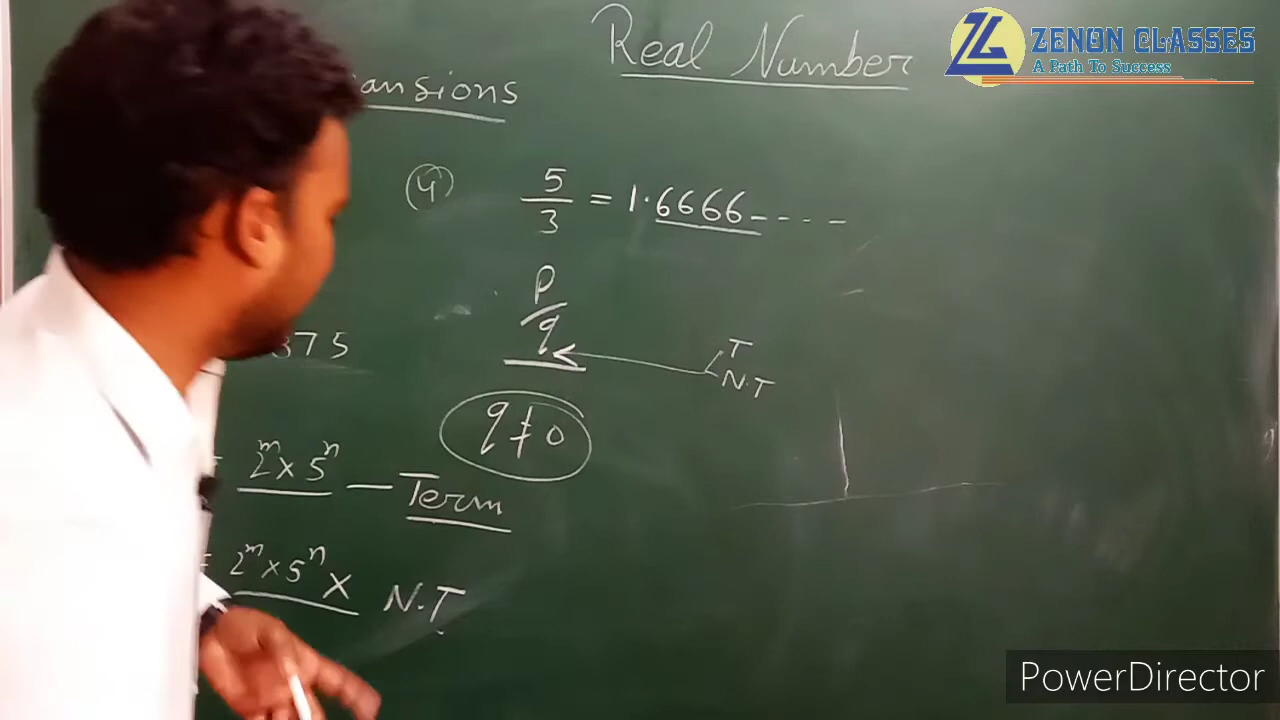 Real Number
ZENON CLASSES
A Path To Success
ansions
(4) 5/3 = 1.6666----
p/q
T
N.T
375
q ≠ 0
= 2^m × 5^n — Term
= 2^m × 5^n × N.T
PowerDirector